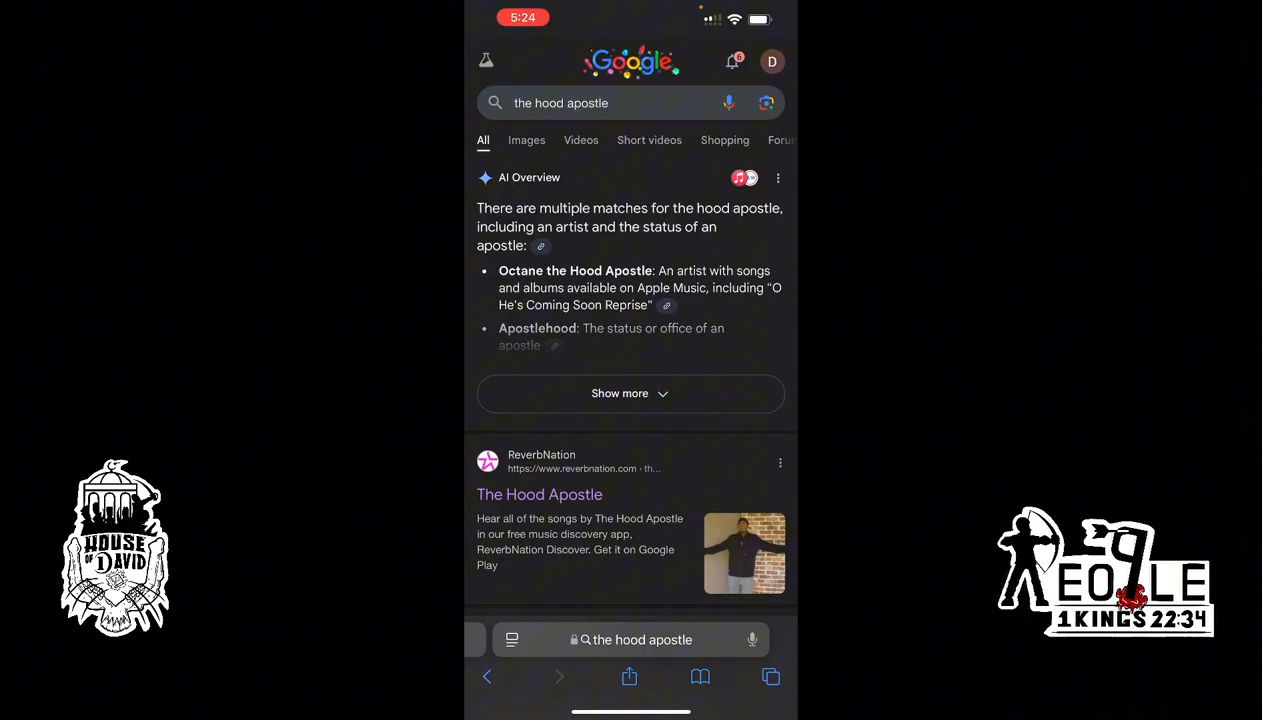 5:24
Google
6
D
the hood apostle
All Images Videos Short videos Shopping Foru
AI Overview
There are multiple matches for the hood apostle,
including an artist and the status of an
apostle:
• Octane the Hood Apostle: An artist with songs
and albums available on Apple Music, including "O
He's Coming Soon Reprise"
• Apostlehood: The status or office of an
apostle
Show more
ReverbNation
https://www.reverbnation.com › th...
The Hood Apostle
Hear all of the songs by The Hood Apostle
in our free music discovery app,
ReverbNation Discover. Get it on Google
Play
the hood apostle
HOUSE
OF DAVID
PEO9LE
1 KINGS 22:34